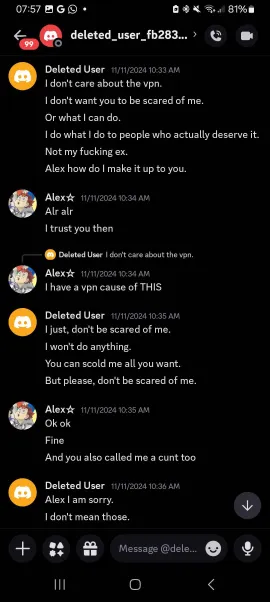 07:57
81%
99
deleted_user_fb283...
Deleted User 11/11/2024 10:33 AM
I don't care about the vpn.
I don't want you to be scared of me.
Or what I can do.
I do what I do to people who actually deserve it.
Not my fucking ex.
Alex how do I make it up to you.
Alex☆ 11/11/2024 10:34 AM
Alr alr
I trust you then
Deleted User I don't care about the vpn.
Alex☆ 11/11/2024 10:34 AM
I have a vpn cause of THIS
Deleted User 11/11/2024 10:35 AM
I just, don't be scared of me.
I won't do anything.
You can scold me all you want.
But please, don't be scared of me.
Alex☆ 11/11/2024 10:35 AM
Ok ok
Fine
And you also called me a cunt too
Deleted User 11/11/2024 10:36 AM
Alex I am sorry.
I don't mean those.
Message @dele...